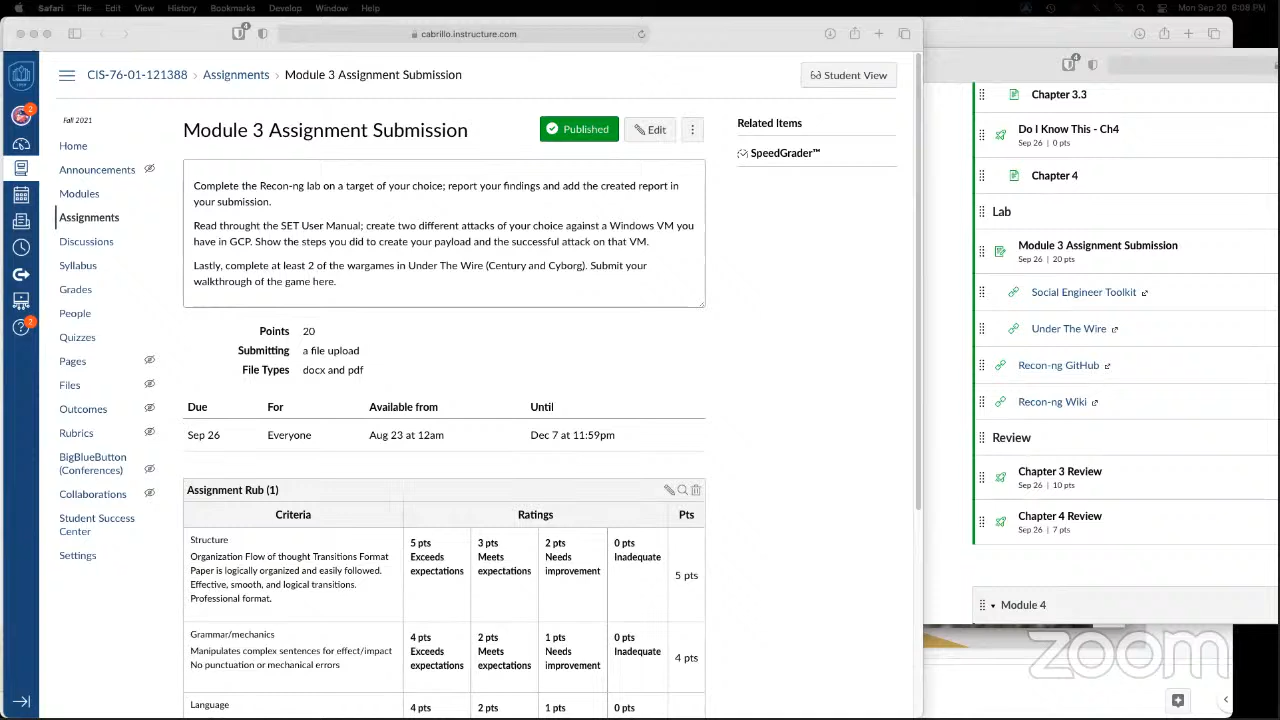 Safari File Edit View History Bookmarks Develop Window Help
Mon Sep 20 6:08 PM
4
cabrillo.instructure.com
4
CIS-76-01-121388 › Assignments › Module 3 Assignment Submission
Student View
2
2
Fall 2021
Home
Announcements
Modules
Assignments
Discussions
Syllabus
Grades
People
Quizzes
Pages
Files
Outcomes
Rubrics
BigBlueButton
(Conferences)
Collaborations
Student Success
Center
Settings
Module 3 Assignment Submission
Published
Edit
Complete the Recon-ng lab on a target of your choice; report your findings and add the created report in
your submission.
Read throught the SET User Manual; create two different attacks of your choice against a Windows VM you
have in GCP. Show the steps you did to create your payload and the successful attack on that VM.
Lastly, complete at least 2 of the wargames in Under The Wire (Century and Cyborg). Submit your
walkthrough of the game here.
Points 20
Submitting a file upload
File Types docx and pdf
Due For Available from Until
Sep 26 Everyone Aug 23 at 12am Dec 7 at 11:59pm
Assignment Rub (1)
Criteria Ratings Pts
Structure
Organization Flow of thought Transitions Format
Paper is logically organized and easily followed.
Effective, smooth, and logical transitions.
Professional format.
5 pts
Exceeds
expectations
3 pts
Meets
expectations
2 pts
Needs
improvement
0 pts
Inadequate
5 pts
Grammar/mechanics
Manipulates complex sentences for effect/impact
No punctuation or mechanical errors
4 pts
Exceeds
expectations
2 pts
Meets
expectations
1 pts
Needs
improvement
0 pts
Inadequate
4 pts
Language
4 pts
2 pts
1 pts
0 pts
Related Items
SpeedGrader™
Chapter 3.3
Do I Know This - Ch4
Sep 26 | 0 pts
Chapter 4
Lab
Module 3 Assignment Submission
Sep 26 | 20 pts
Social Engineer Toolkit
Under The Wire
Recon-ng GitHub
Recon-ng Wiki
Review
Chapter 3 Review
Sep 26 | 10 pts
Chapter 4 Review
Sep 26 | 7 pts
Module 4
zoom